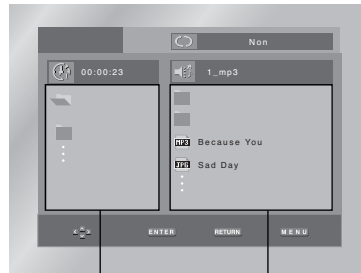 Non
00:00:23
1_mp3
MP3 Because You
JPG Sad Day
ENTER RETURN MENU